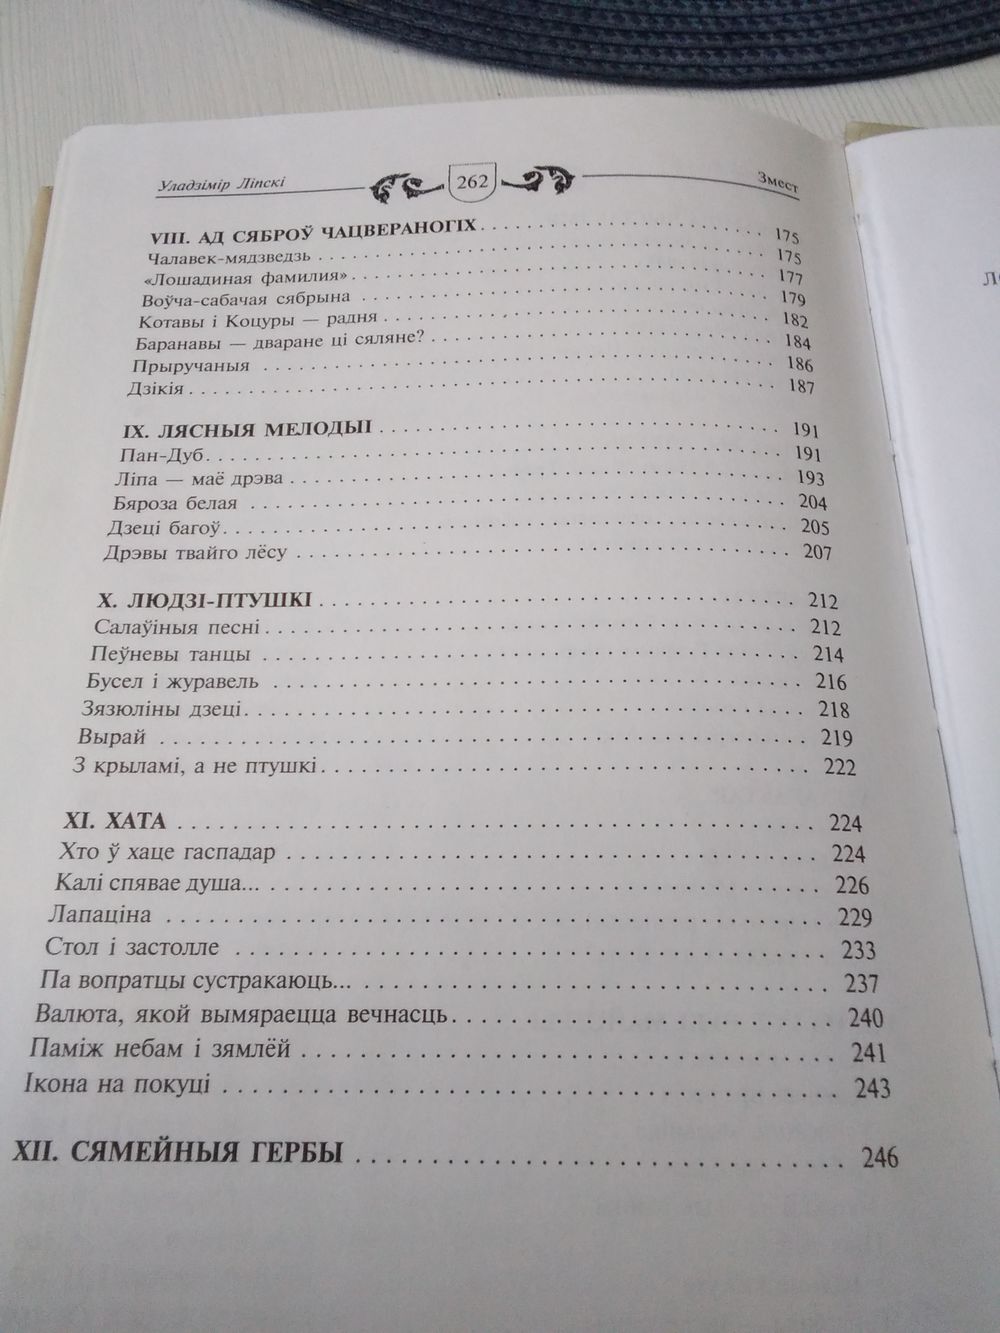 Уладзімір Ліпскі 262 Змест
VIII. АД СЯБРОЎ ЧАЦВЕРАНОГІХ 175
Чалавек-мядзведзь 175
«Лошадиная фамилия» 177
Воўча-сабачая сябрына 179
Котавы і Коцуры — радня 182
Баранавы — дваране ці сяляне? 184
Прыручаныя 186
Дзікія 187
IX. ЛЯСНЫЯ МЕЛОДЫІ 191
Пан-Дуб 191
Ліпа — маё дрэва 193
Бяроза белая 204
Дзеці багоў 205
Дрэвы твайго лёсу 207
X. ЛЮДЗІ-ПТУШКІ 212
Салаўіныя песні 212
Пеўневы танцы 214
Бусел і журавель 216
Зязюліны дзеці 218
Вырай 219
З крыламі, а не птушкі 222
XI. ХАТА 224
Хто ў хаце гаспадар 224
Калі спявае душа... 226
Лапаціна 229
Стол і застолле 233
Па вопратцы сустракаюць... 237
Валюта, якой вымяраецца вечнасць 240
Паміж небам і зямлёй 241
Ікона на покуці 243
XII. СЯМЕЙНЫЯ ГЕРБЫ 246